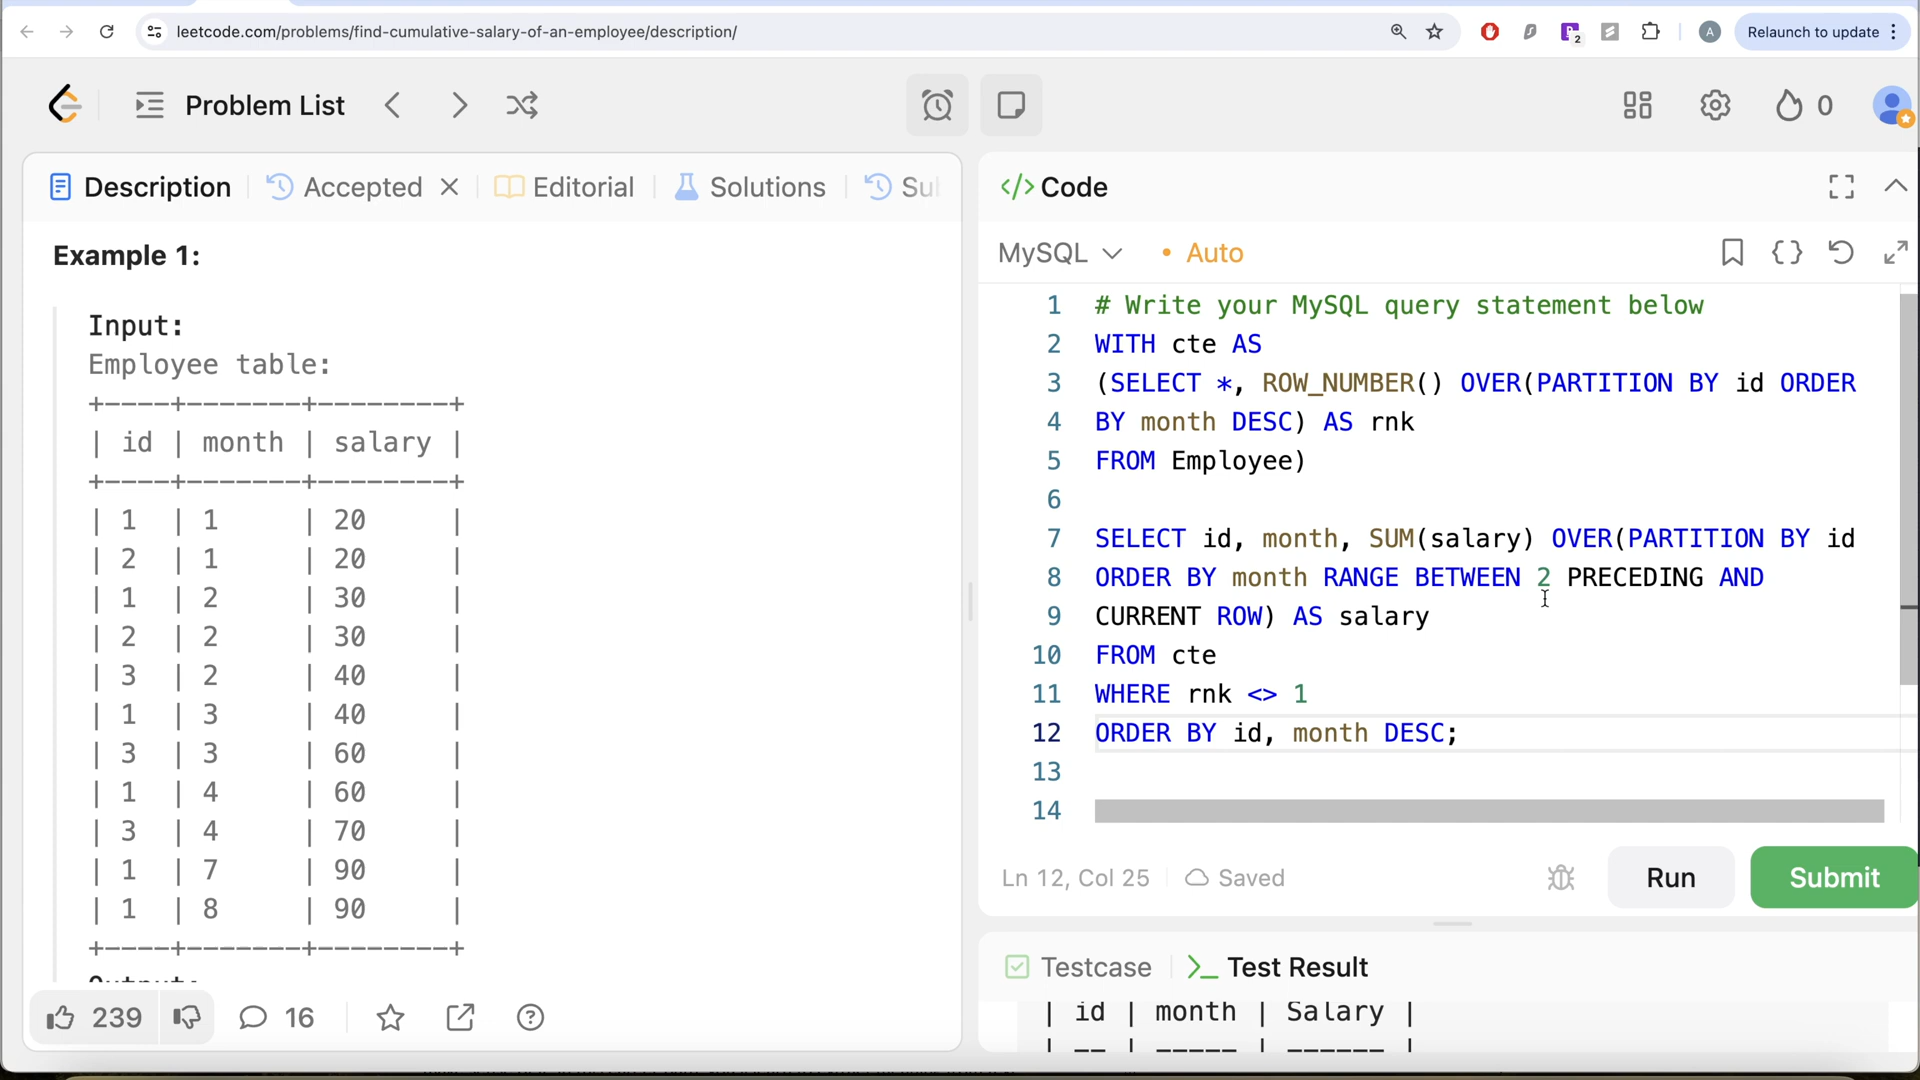 leetcode.com/problems/find-cumulative-salary-of-an-employee/description/
2
A
Relaunch to update
Problem List
0
Description
Accepted
Editorial
Solutions
Example 1:
Input:
Employee table:
+----+-------+--------+
| id | month | salary |
+----+-------+--------+
| 1 | 1 | 20 |
| 2 | 1 | 20 |
| 1 | 2 | 30 |
| 2 | 2 | 30 |
| 3 | 2 | 40 |
| 1 | 3 | 40 |
| 3 | 3 | 60 |
| 1 | 4 | 60 |
| 3 | 4 | 70 |
| 1 | 7 | 90 |
| 1 | 8 | 90 |
+----+-------+--------+
239
16
</> Code
MySQL
• Auto
1 # Write your MySQL query statement below
2 WITH cte AS
3 (SELECT *, ROW_NUMBER() OVER(PARTITION BY id ORDER
4 BY month DESC) AS rnk
5 FROM Employee)
6
7 SELECT id, month, SUM(salary) OVER(PARTITION BY id
8 ORDER BY month RANGE BETWEEN 2 PRECEDING AND
9 CURRENT ROW) AS salary
10 FROM cte
11 WHERE rnk <> 1
12 ORDER BY id, month DESC;
13
14
Ln 12, Col 25
Saved
Run
Submit
Testcase
>_ Test Result
| id | month | Salary |
| -- | ----- | ------ |